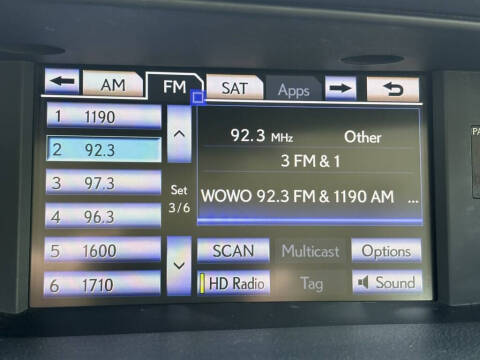 AM FM SAT Apps
1 1190
2 92.3
3 97.3
4 96.3
5 1600
6 1710
Set
3/6
92.3 MHz Other
3 FM & 1
WOWO 92.3 FM & 1190 AM ...
SCAN Multicast Options
HD Radio Tag Sound
PA